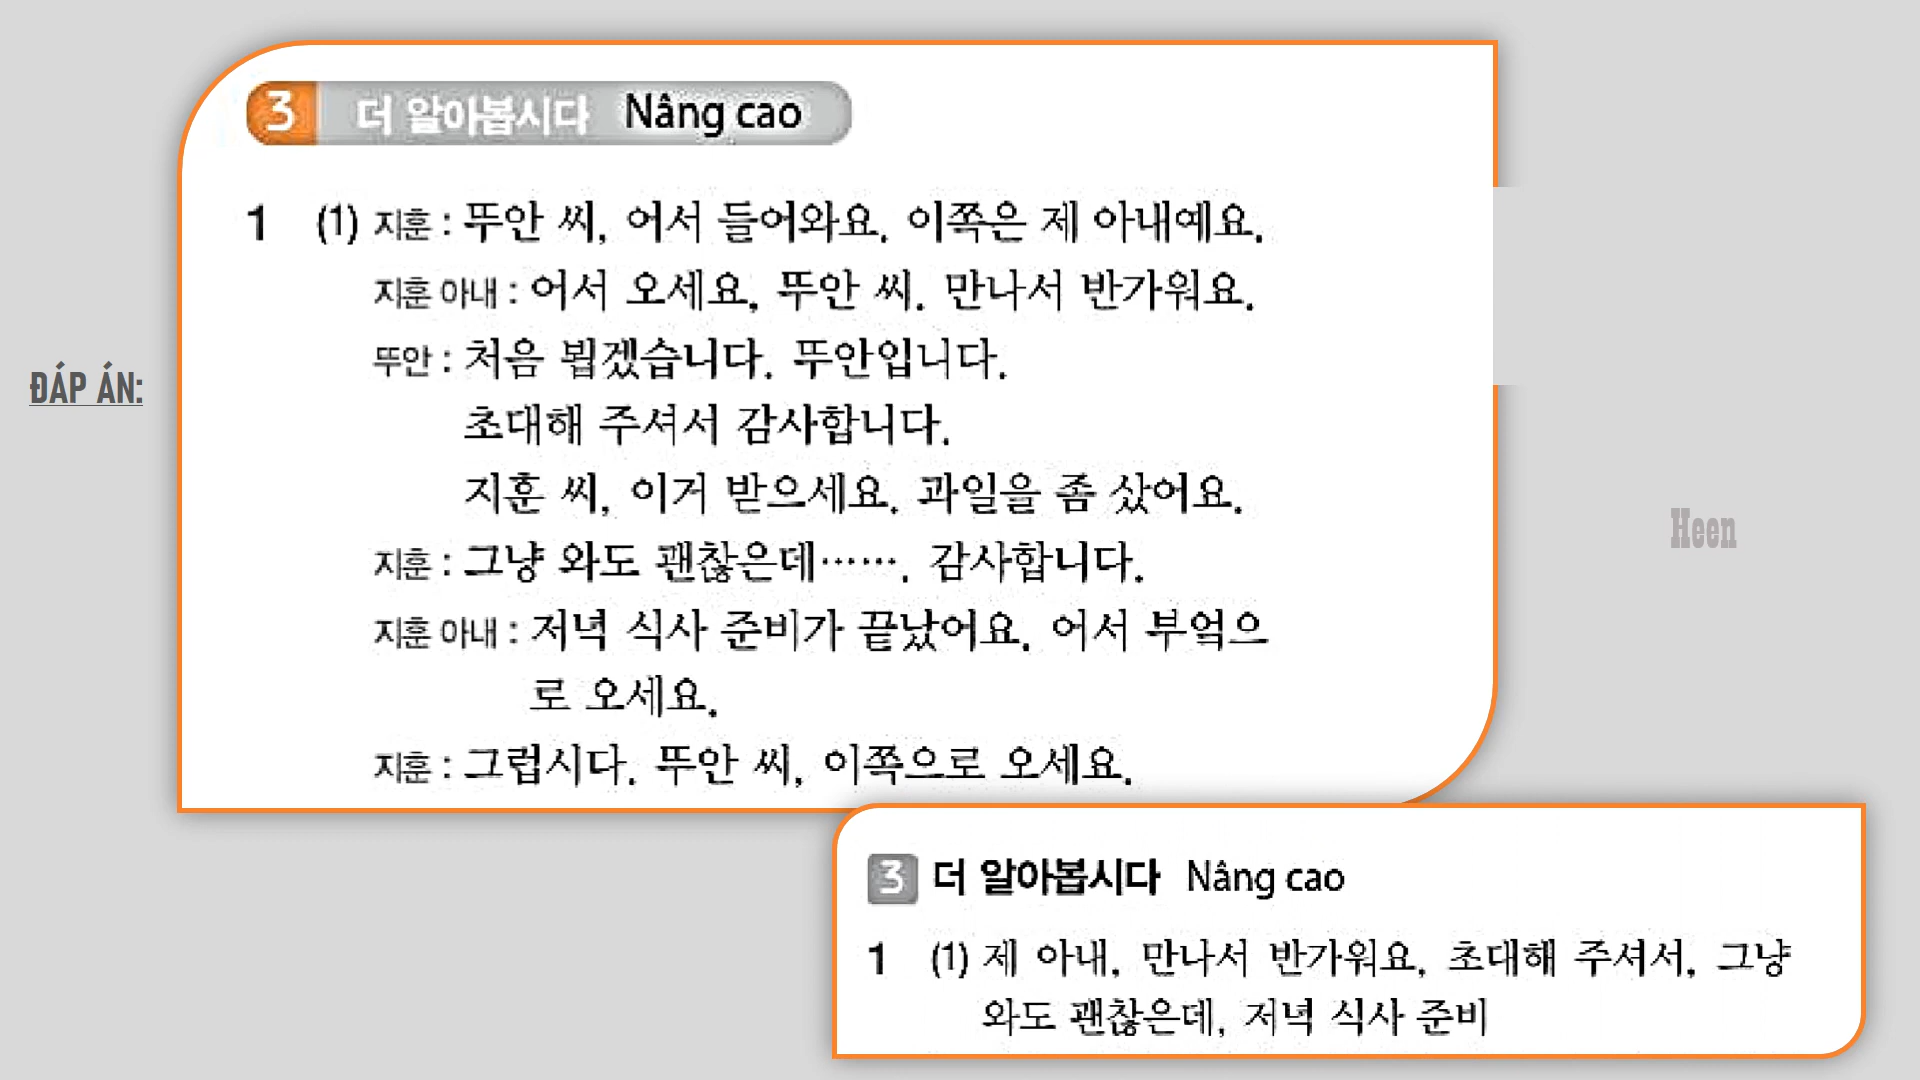 3 더 알아봅시다 Nâng cao
1 (1) 지훈 : 뚜안 씨, 어서 들어와요. 이쪽은 제 아내예요.
지훈 아내 : 어서 오세요, 뚜안 씨. 만나서 반가워요.
뚜안 : 처음 뵙겠습니다. 뚜안입니다.
초대해 주셔서 감사합니다.
지훈 씨, 이거 받으세요. 과일을 좀 샀어요.
지훈 : 그냥 와도 괜찮은데……. 감사합니다.
지훈 아내 : 저녁 식사 준비가 끝났어요. 어서 부엌으
로 오세요.
지훈 : 그럽시다. 뚜안 씨, 이쪽으로 오세요.
ĐÁP ÁN:
Heen
3 더 알아봅시다 Nâng cao
1 (1) 제 아내, 만나서 반가워요, 초대해 주셔서, 그냥
와도 괜찮은데, 저녁 식사 준비